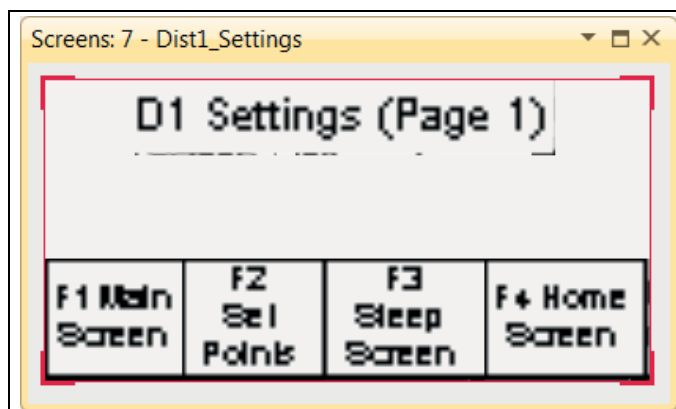 Screens: 7 - Dist1_Settings
D1 Settings (Page 1)
F1 Main
Screen
F2
Set
Points
F3
Sleep
Screen
F4 Home
Screen